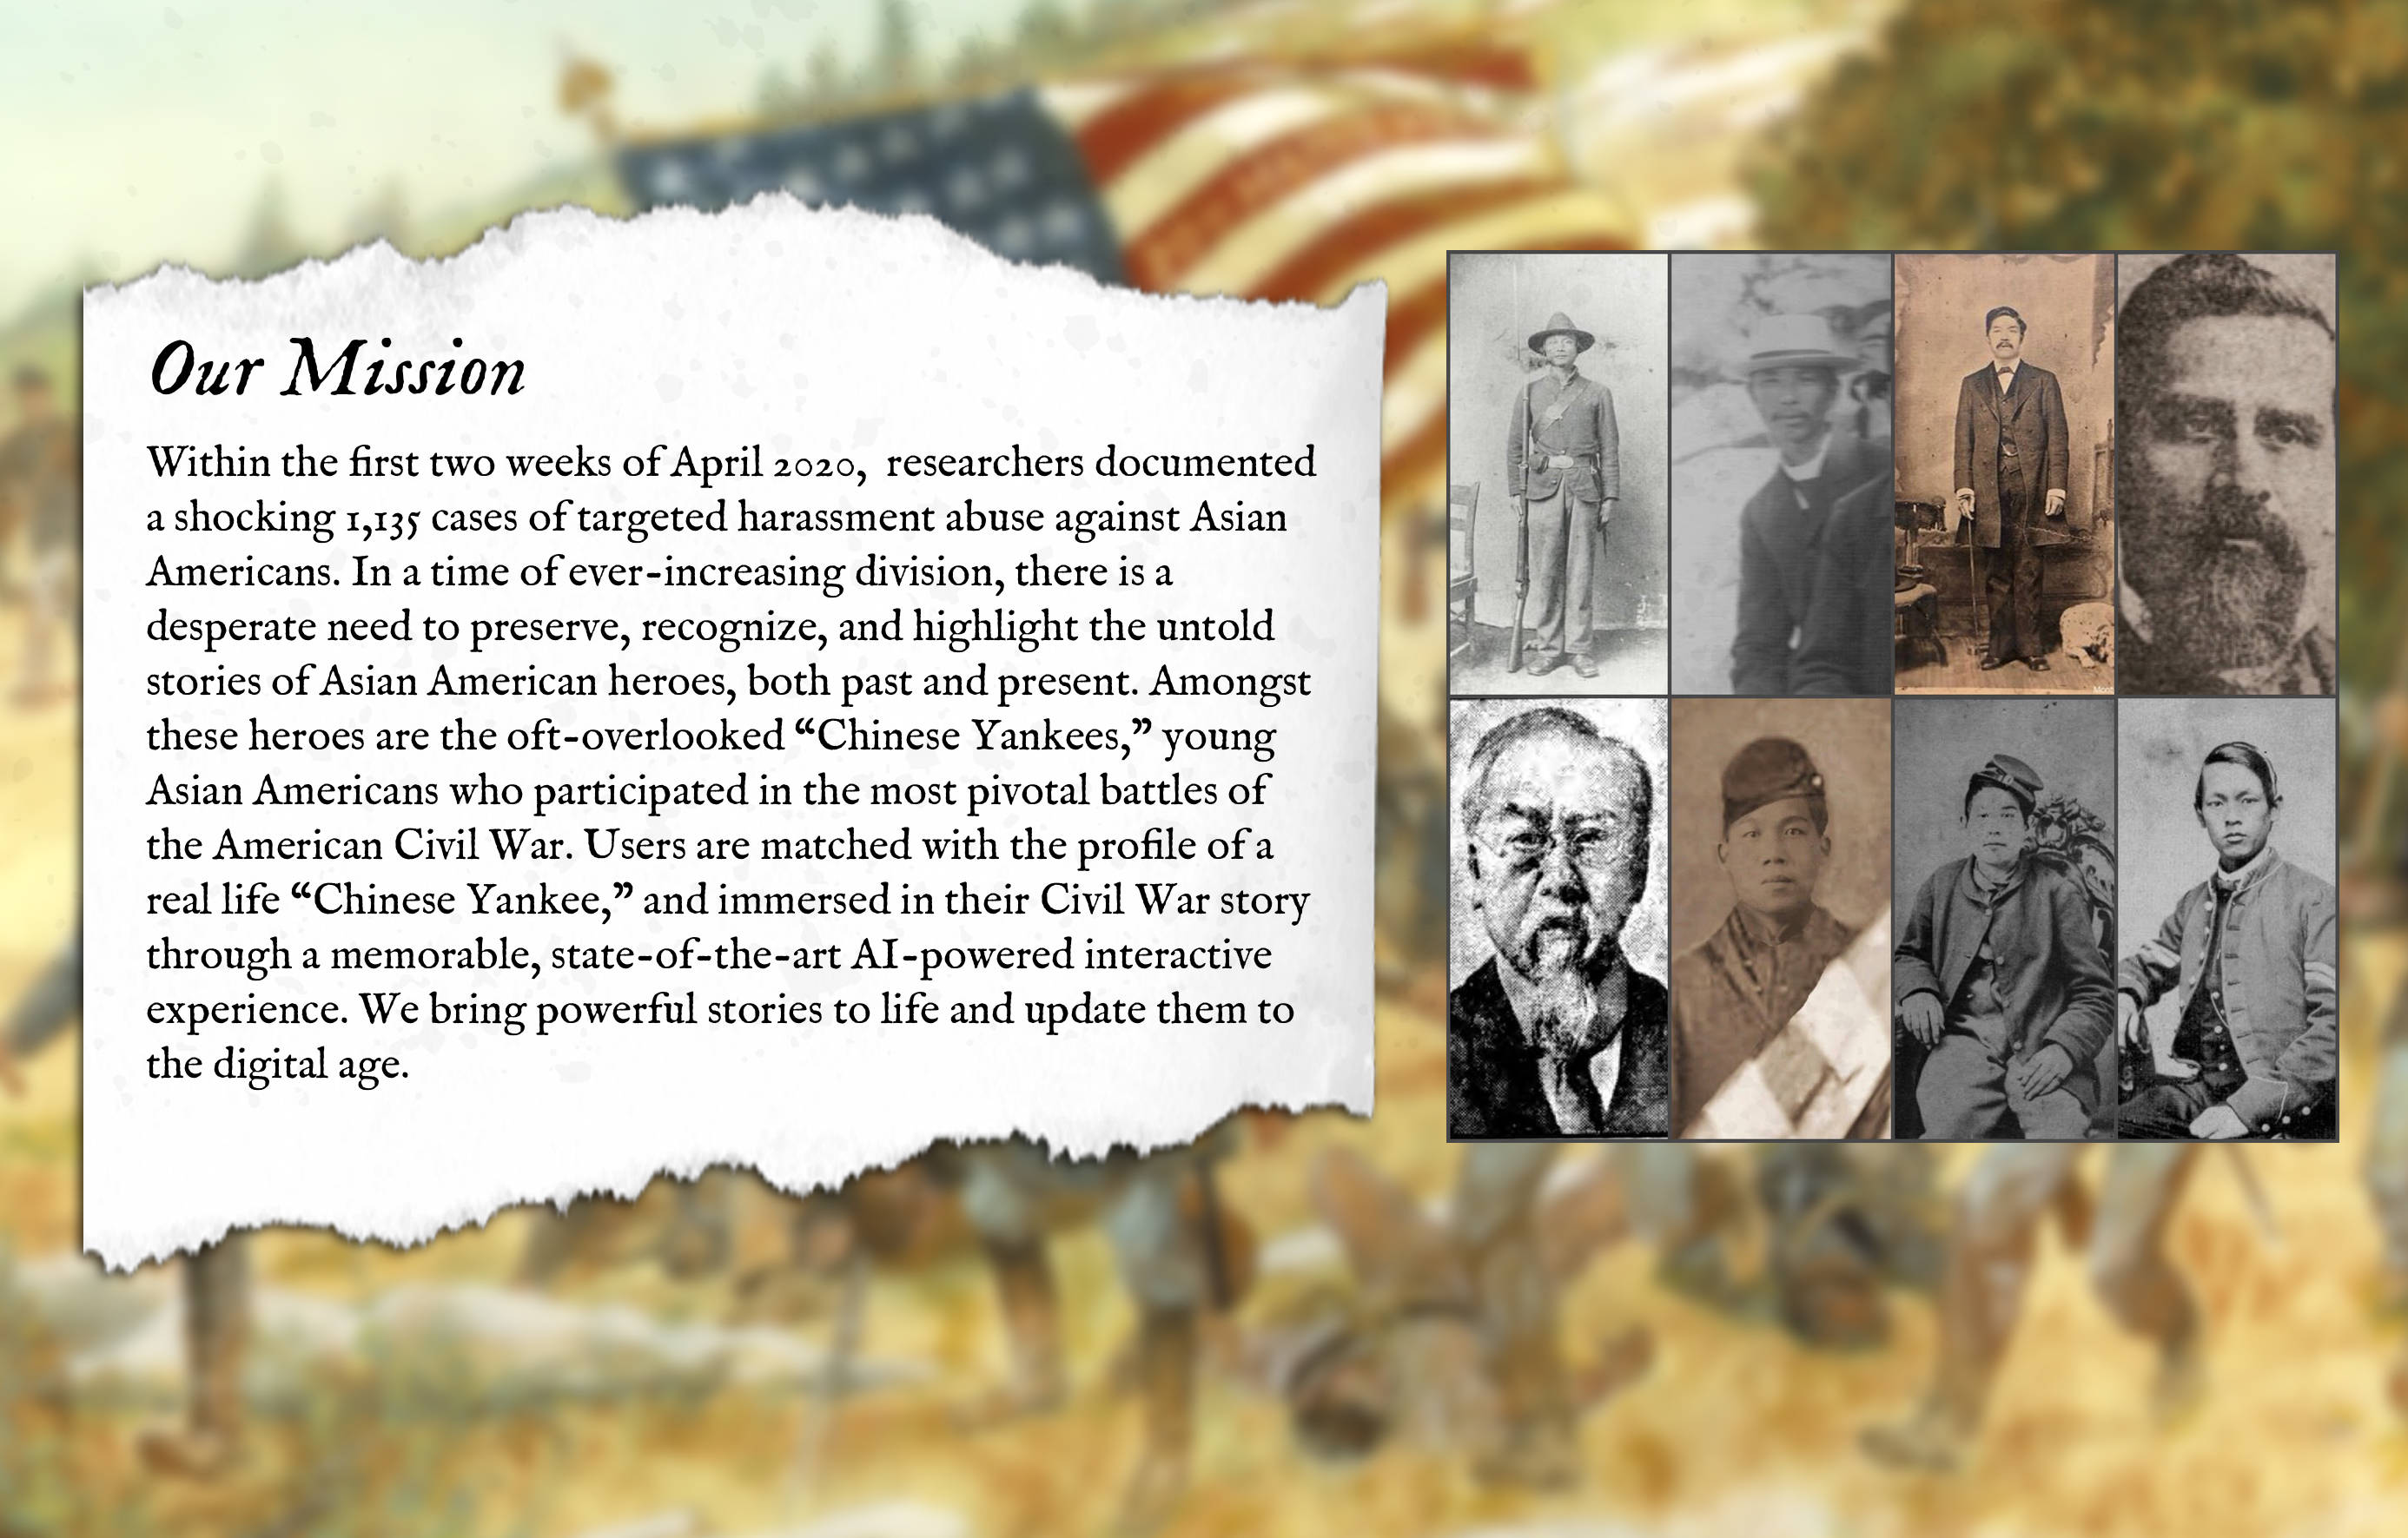 Our Mission
Within the first two weeks of April 2020,  researchers documented
a shocking 1,135 cases of targeted harassment abuse against Asian
Americans. In a time of ever-increasing division, there is a
desperate need to preserve, recognize, and highlight the untold
stories of Asian American heroes, both past and present. Amongst
these heroes are the oft-overlooked “Chinese Yankees,” young
Asian Americans who participated in the most pivotal battles of
the American Civil War. Users are matched with the profile of a
real life “Chinese Yankee,” and immersed in their Civil War story
through a memorable, state-of-the-art AI-powered interactive
experience. We bring powerful stories to life and update them to
the digital age.